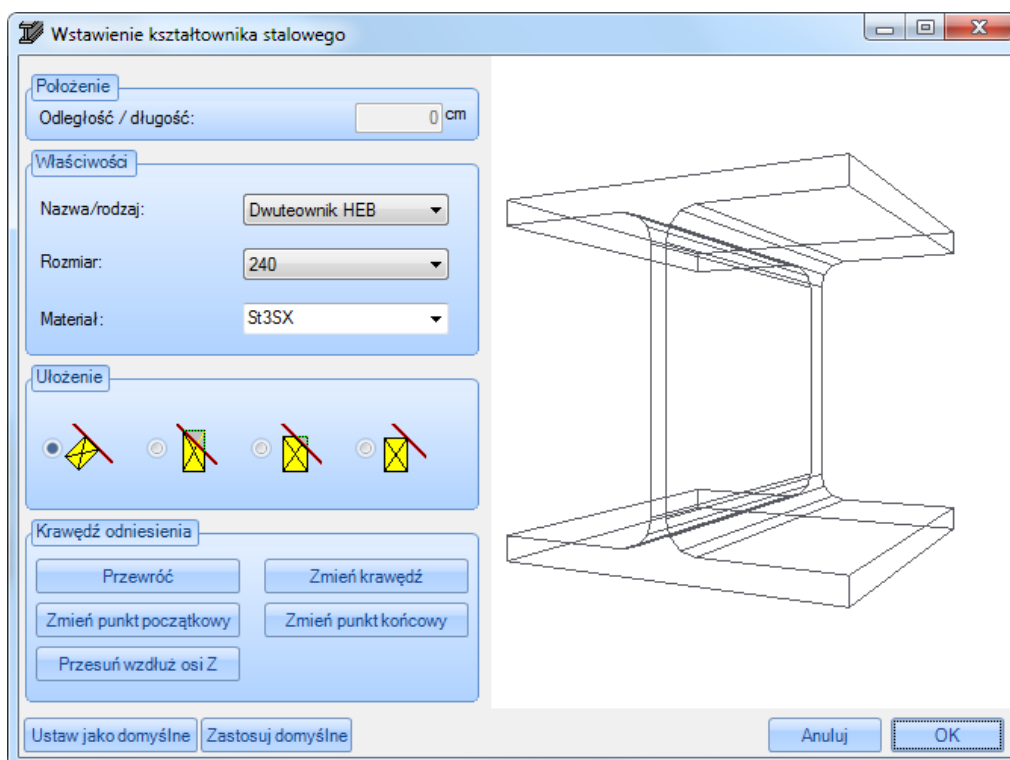 Wstawienie kształtownika stalowego
Położenie
Odległość / długość: 0 cm
Właściwości
Nazwa/rodzaj: Dwuteownik HEB
Rozmiar: 240
Materiał: St3SX
Ułożenie
Krawędź odniesienia
Przewróć Zmień krawędź
Zmień punkt początkowy Zmień punkt końcowy
Przesuń wzdłuż osi Z
Ustaw jako domyślne Zastosuj domyślne Anuluj OK